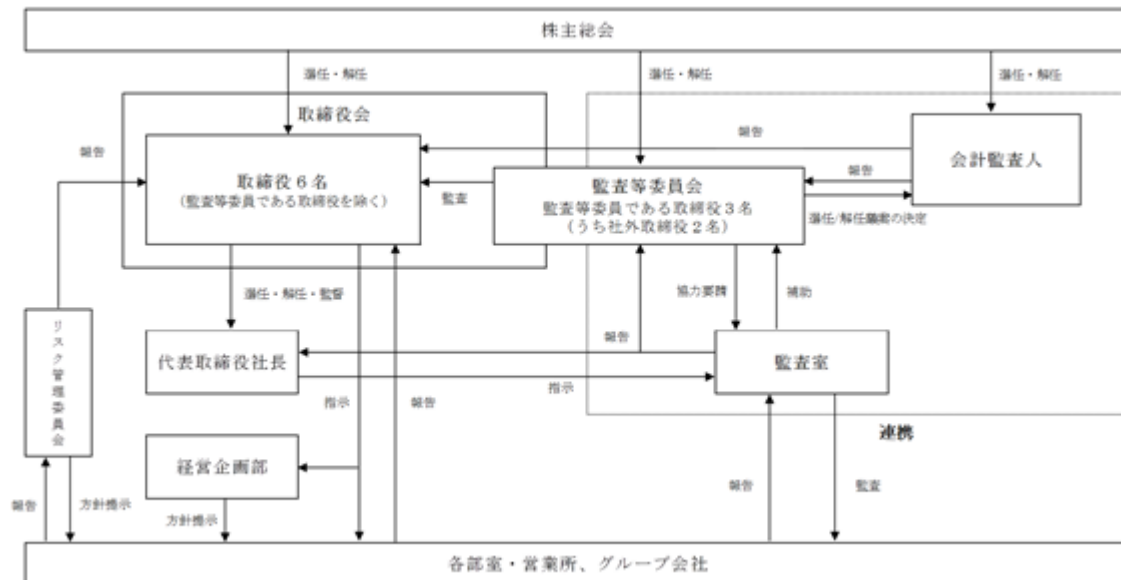 株主総会
選任・解任
選任・解任
選任・解任
取締役会
報告
報告
会計監査人
取締役６名
(監査等委員である取締役を除く)
監査
監査等委員会
監査等委員である取締役３名
(うち社外取締役２名)
報告
選任/解任議案の決定
選任・解任・監督
協力要請
補助
リスク管理委員会
代表取締役社長
報告
監査室
指示
報告
指示
連携
経営企画部
報告
方針提示
方針提示
報告
監査
各部室・営業所、グループ会社